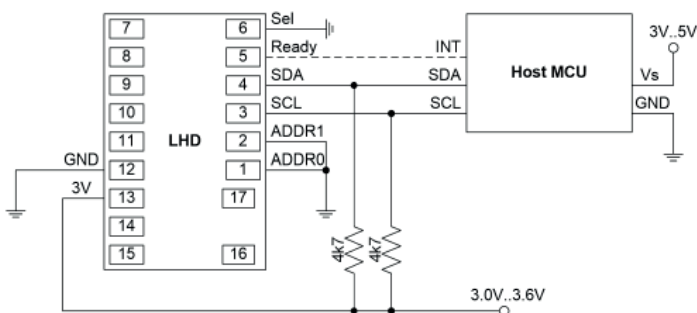 7 6 Sel
8 5 Ready INT
9 4 SDA SDA
10 3 SCL SCL
11 LHD 2 ADDR1
GND 12 1 ADDR0
3V 13 17
14
15 16
Host MCU
3V..5V
Vs
GND
4k7 4k7
3.0V..3.6V